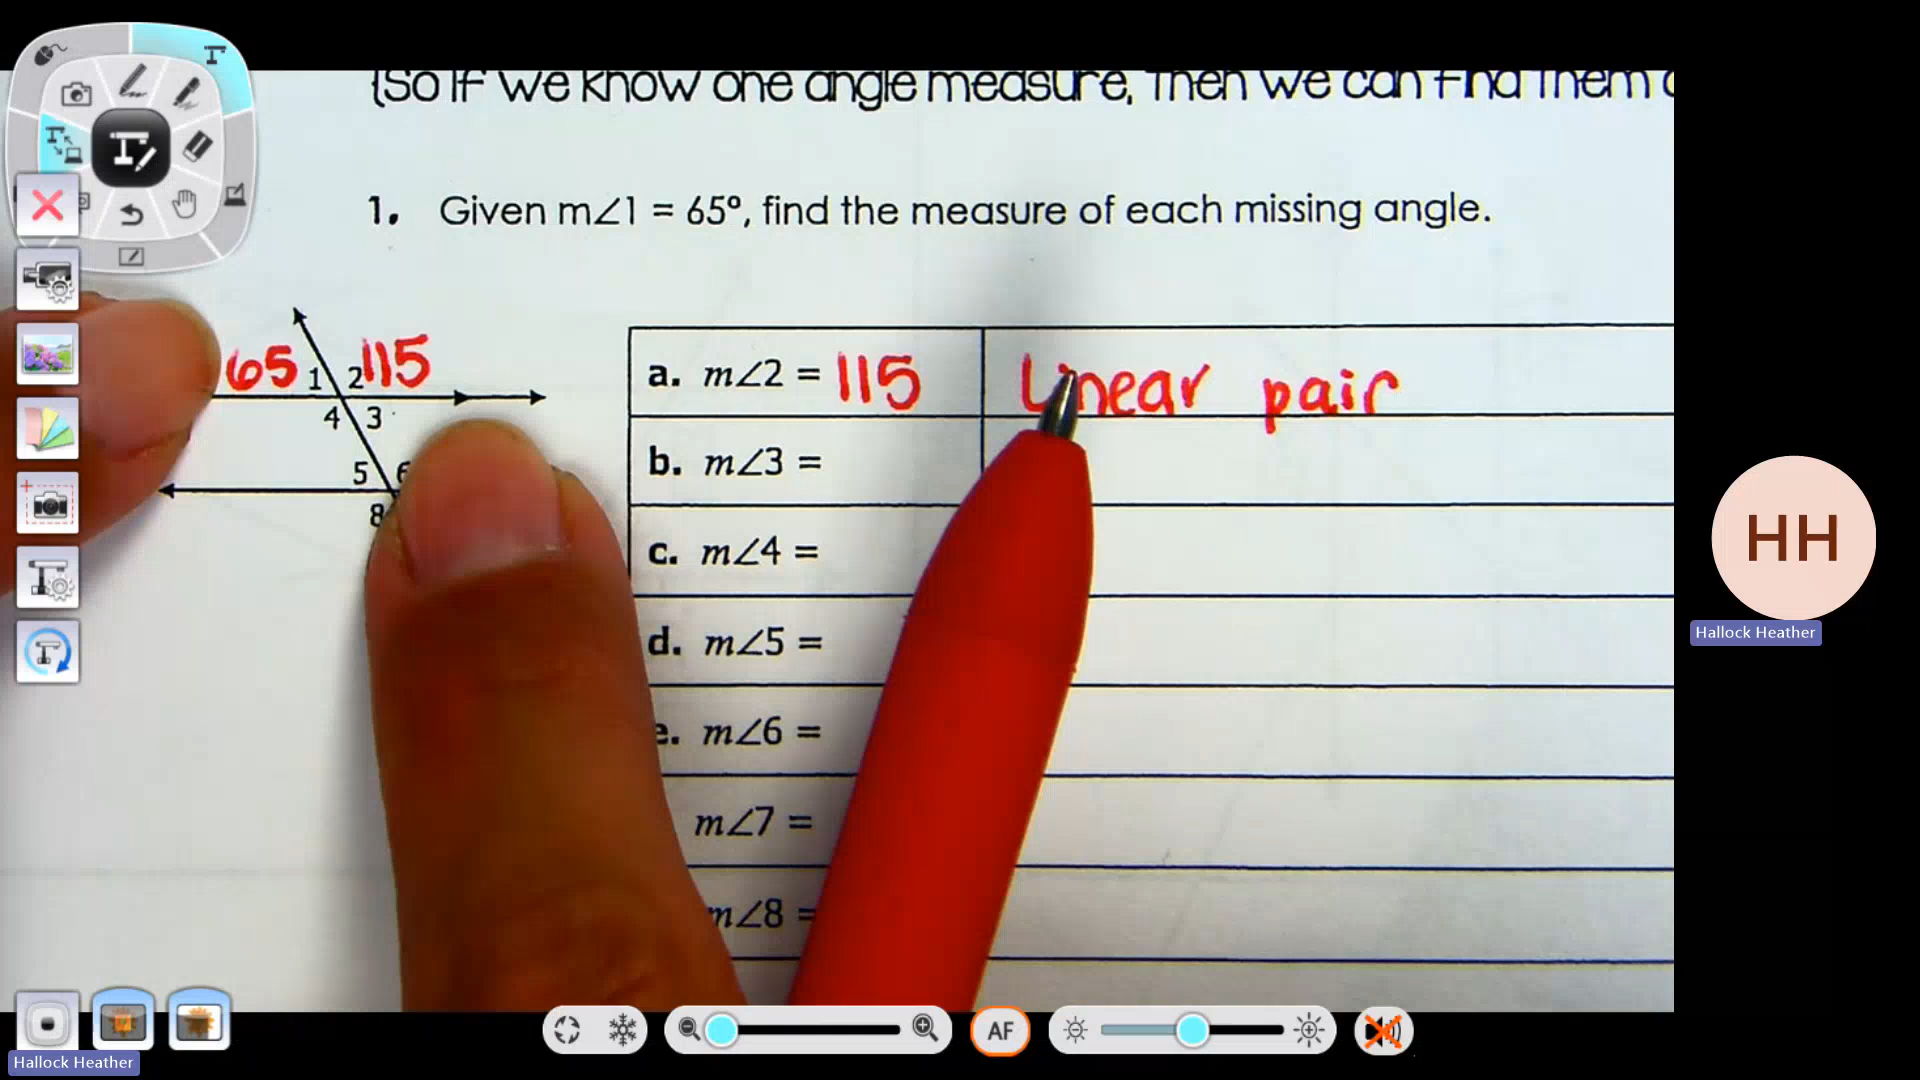 (So if we know one angle measure, then we can find them
1. Given m∠1 = 65°, find the measure of each missing angle.
65 1 2 115
4 3
5 6
8
a. m∠2 = 115 Linear pair
b. m∠3 =
c. m∠4 =
d. m∠5 =
e. m∠6 =
m∠7 =
m∠8 =
HH
Hallock Heather
AF
Hallock Heather